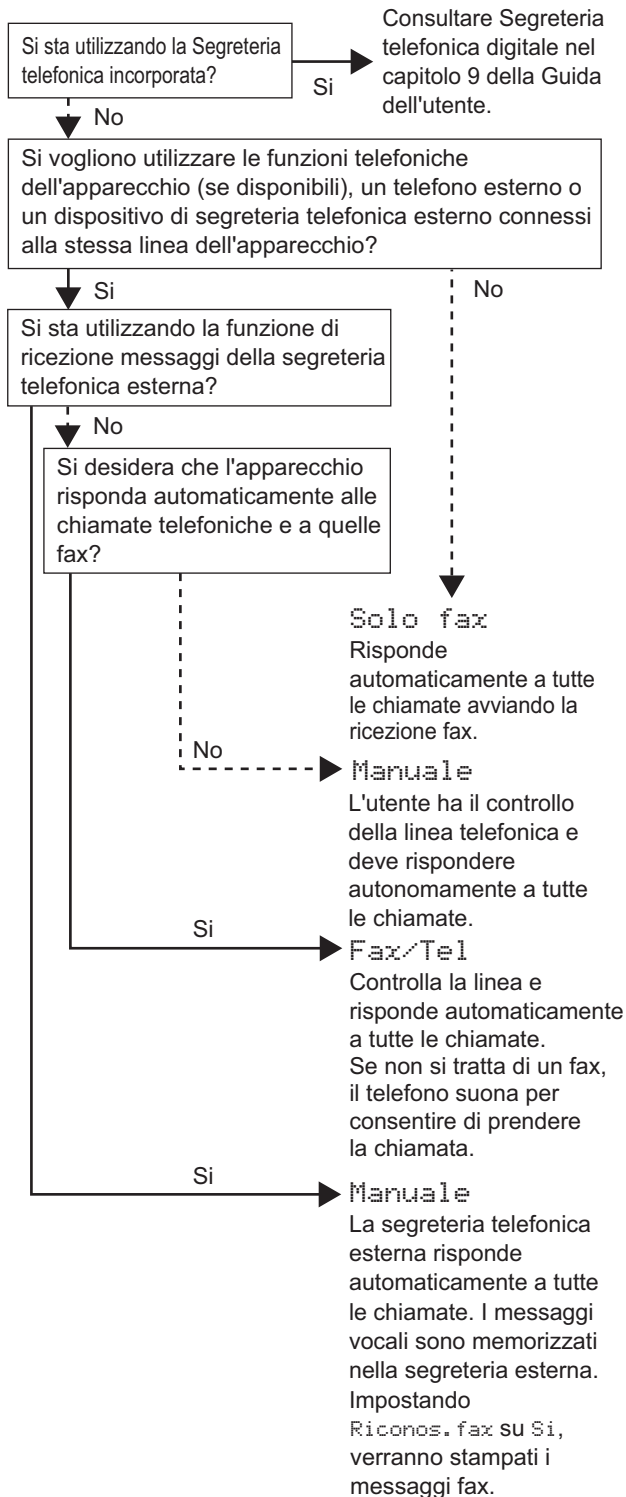 Si sta utilizzando la Segreteria
telefonica incorporata?
Si
Consultare Segreteria
telefonica digitale nel
capitolo 9 della Guida
dell'utente.
No
Si vogliono utilizzare le funzioni telefoniche
dell'apparecchio (se disponibili), un telefono esterno o
un dispositivo di segreteria telefonica esterno connessi
alla stessa linea dell'apparecchio?
Si
No
Si sta utilizzando la funzione di
ricezione messaggi della segreteria
telefonica esterna?
No
Si desidera che l'apparecchio
risponda automaticamente alle
chiamate telefoniche e a quelle
fax?
Solo fax
Risponde
automaticamente a tutte
le chiamate avviando la
ricezione fax.
No
Manuale
L'utente ha il controllo
della linea telefonica e
deve rispondere
autonomamente a tutte
le chiamate.
Si
Fax/Tel
Controlla la linea e
risponde automaticamente
a tutte le chiamate.
Se non si tratta di un fax,
il telefono suona per
consentire di prendere
la chiamata.
Si
Manuale
La segreteria telefonica
esterna risponde
automaticamente a tutte
le chiamate. I messaggi
vocali sono memorizzati
nella segreteria esterna.
Impostando
Riconos.fax su Si,
verranno stampati i
messaggi fax.